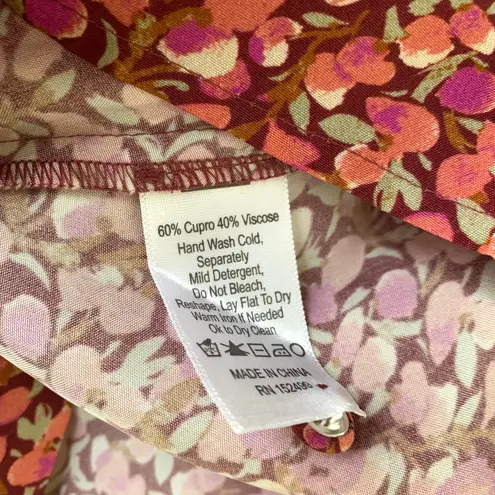 60% Cupro 40% Viscose
Hand Wash Cold,
Separately
Mild Detergent,
Do Not Bleach,
Reshape, Lay Flat To Dry
Warm Iron If Needed
Ok to Dry Clean
MADE IN CHINA
RN